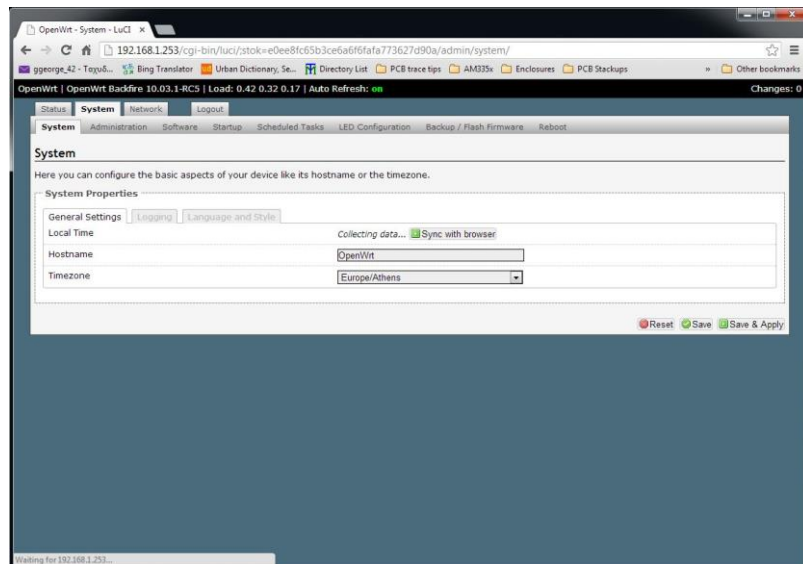 OpenWrt - System - LuCI
192.168.1.253/cgi-bin/luci/;stok=e0ee8fc65b3ce6a6f6fafa773627d90a/admin/system/
ggeorge_42 - Ταχυδ... Bing Translator Urban Dictionary, Se... Directory List PCB trace tips AM335x Enclosures PCB Stackups » Other bookmarks
OpenWrt | OpenWrt Backfire 10.03.1-RC5 | Load: 0.42 0.32 0.17 | Auto Refresh: on Changes: 0
Status System Network Logout
System Administration Software Startup Scheduled Tasks LED Configuration Backup / Flash Firmware Reboot
System
Here you can configure the basic aspects of your device like its hostname or the timezone.
System Properties
General Settings Logging Language and Style
Local Time Collecting data... Sync with browser
Hostname OpenWrt
Timezone Europe/Athens
Reset Save Save & Apply
Waiting for 192.168.1.253...